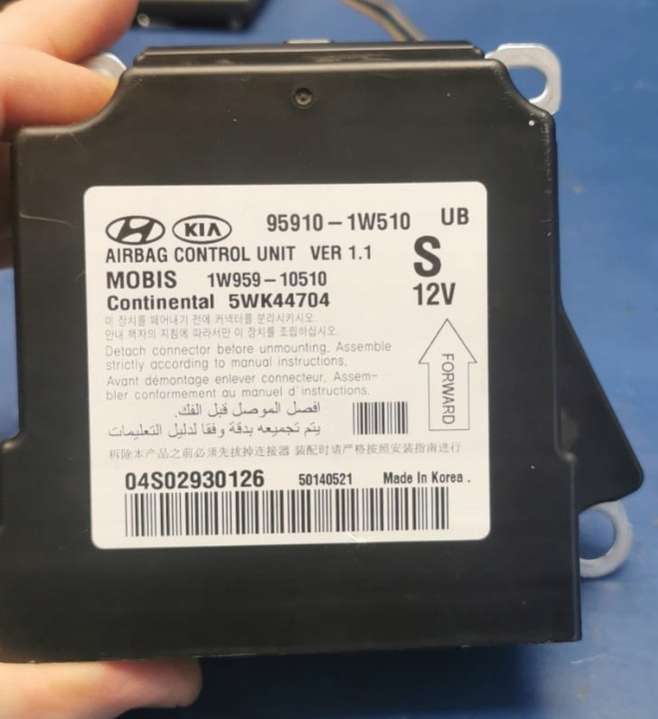 KIA 95910-1W510 UB
AIRBAG CONTROL UNIT VER 1.1
S
MOBIS 1W959-10510
12V
Continental 5WK44704
이 장치를 떼어내기 전에 커넥터를 분리시키시오.
안내 책자의 지침에 따라서만 이 장치를 조립하십시오.
Detach connector before unmounting. Assemble
strictly according to manual instructions.
Avant démontage enlever connecteur. Assem-
bler conformement au manuel d'instructions.
FORWARD
افصل الموصل قبل الفك.
يتم تجميعه بدقة وفقا لدليل التعليمات
拆除本产品之前必须先拔掉连接器 装配时请严格按照安装指南进行
04S02930126 50140521 Made In Korea .